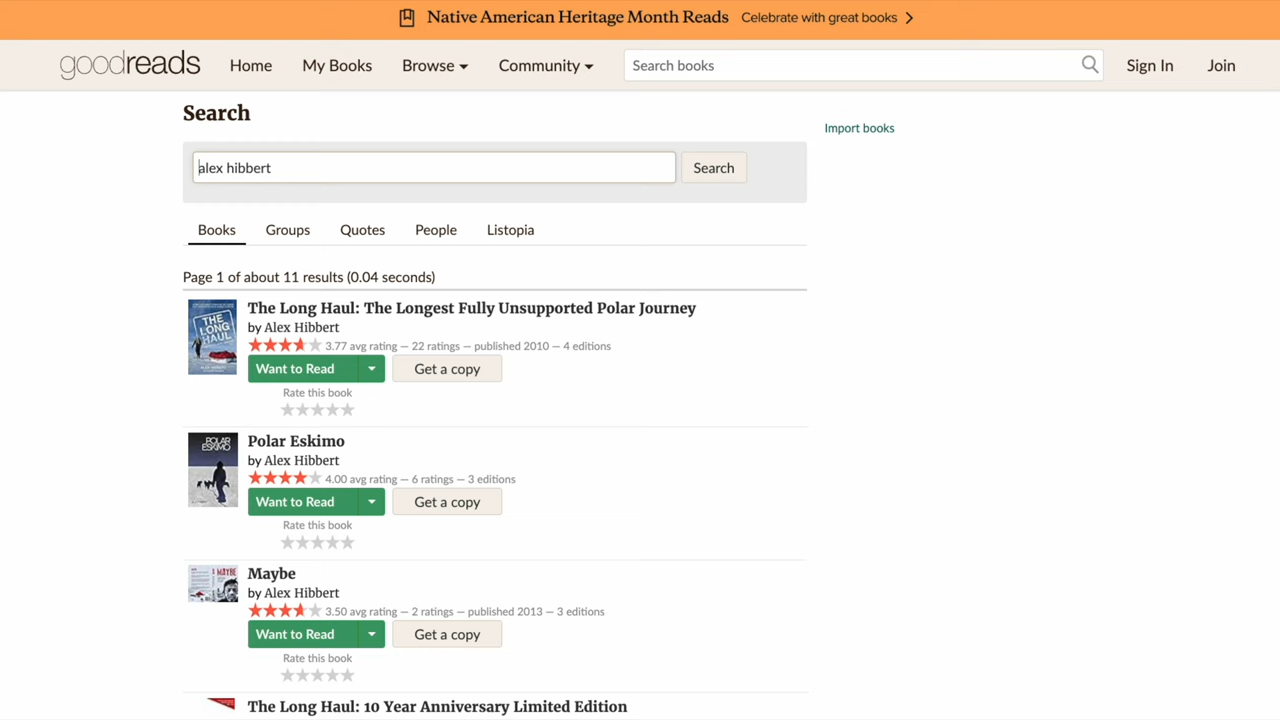 Native American Heritage Month Reads Celebrate with great books
goodreads Home My Books Browse Community Search books Sign In Join
Search
Import books
alex hibbert Search
Books Groups Quotes People Listopia
Page 1 of about 11 results (0.04 seconds)
THE LONG HAUL
The Long Haul: The Longest Fully Unsupported Polar Journey
by Alex Hibbert
3.77 avg rating — 22 ratings — published 2010 — 4 editions
Want to Read Get a copy
Rate this book
POLAR ESKIMO
Polar Eskimo
by Alex Hibbert
4.00 avg rating — 6 ratings — 3 editions
Want to Read Get a copy
Rate this book
MAYBE
Maybe
by Alex Hibbert
3.50 avg rating — 2 ratings — published 2013 — 3 editions
Want to Read Get a copy
Rate this book
The Long Haul: 10 Year Anniversary Limited Edition